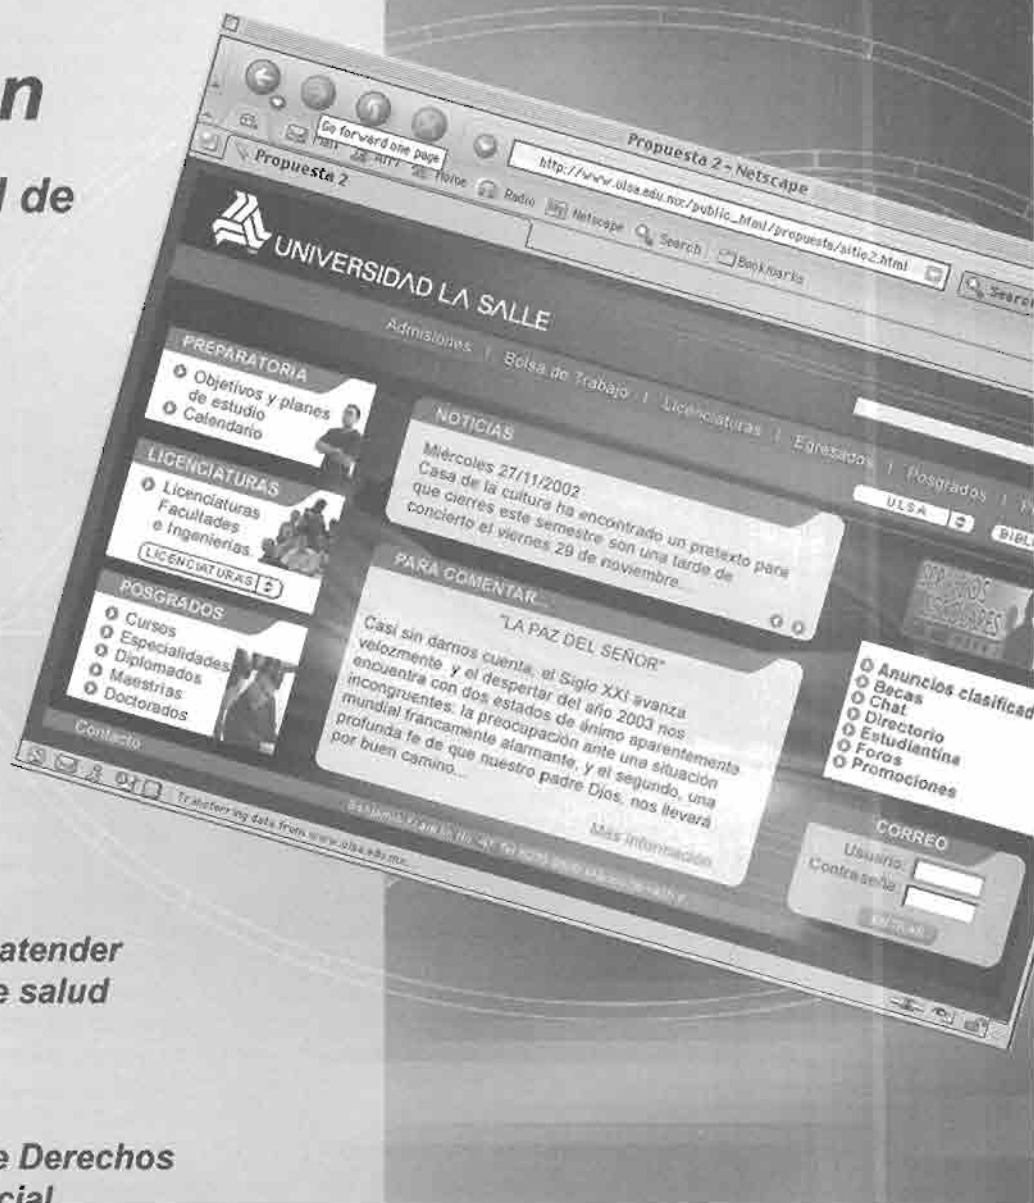 n
d de
atender
e salud
e Derechos
cial
Propuesta 2 - Netscape
http://www.ulsa.edu.mx/public_html/propuesta/sitio2.html
Search
Go forward one page
Home
Radio
Netscape
Search
Bookmarks
Propuesta 2
UNIVERSIDAD LA SALLE
Admisiones | Bolsa de Trabajo | Licenciaturas | Egresados | Posgrados |
ULSA
PREPARATORIA
Objetivos y planes
de estudio
Calendario
LICENCIATURAS
Licenciaturas
Facultades
e Ingenierías.
LICENCIATURAS
POSGRADOS
Cursos
Especialidades
Diplomados
Maestrías
Doctorados
Contacto
NOTICIAS
Miércoles 27/11/2002
Casa de la cultura ha encontrado un pretexto para
que cierres este semestre son una tarde de
concierto el viernes 29 de noviembre...
PARA COMENTAR...
"LA PAZ DEL SEÑOR"
Casi sin darnos cuenta, el Siglo XXI avanza
velozmente y el despertar del año 2003 nos
encuentra con dos estados de ánimo aparentemente
incongruentes: la preocupación ante una situación
mundial francamente alarmante, y el segundo, una
profunda fe de que nuestro padre Dios, nos llevará
por buen camino...
Más información
SERVICIOS
ESCOLARES
Anuncios clasificad
Becas
Chat
Directorio
Estudiantina
Foros
Promociones
CORREO
Usuario:
Contraseña:
ENTRAR
Transferring data from www.ulsa.edu.mx...